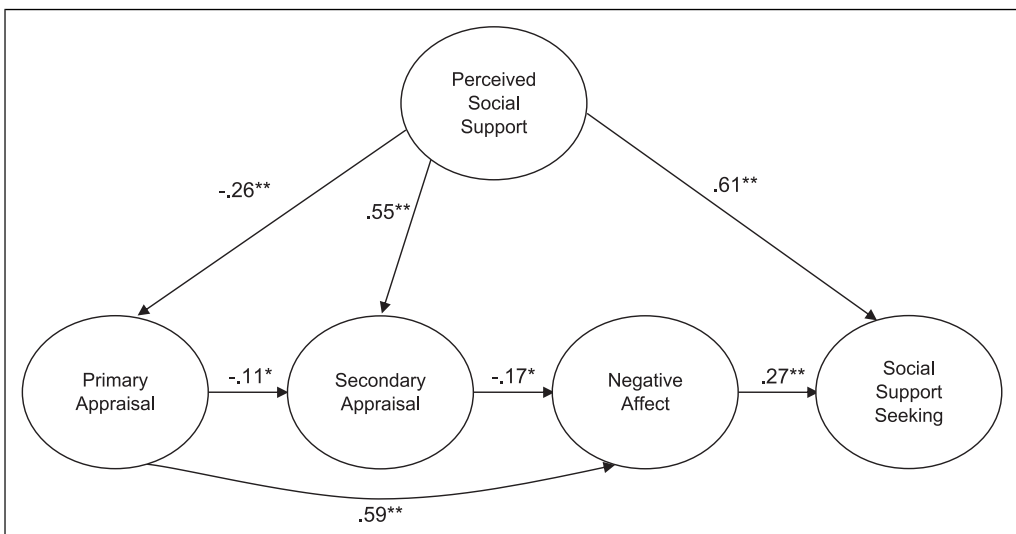 Perceived
Social
Support
-.26**
.55**
.61**
Primary
Appraisal
-.11*
Secondary
Appraisal
-.17*
Negative
Affect
.27**
Social
Support
Seeking
.59**